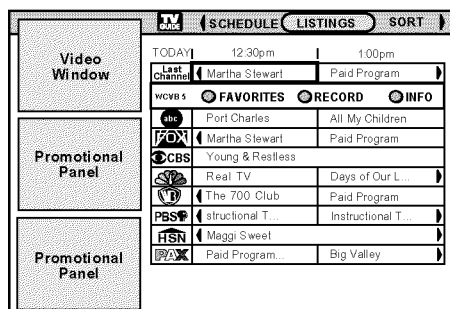 TV GUIDE SCHEDULE LISTINGS SORT
Video Window
TODAY 12:30pm 1:00pm
Last Channel Martha Stewart Paid Program
WCVB 5 FAVORITES RECORD INFO
abc Port Charles All My Children
FOX Martha Stewart Paid Program
Promotional Panel
CBS Young & Restless
Real TV Days of Our L...
WB The 700 Club Paid Program
PBS structional T... Instructional T...
HSN Maggi Sweet
PAX Paid Program... Big Valley
Promotional Panel